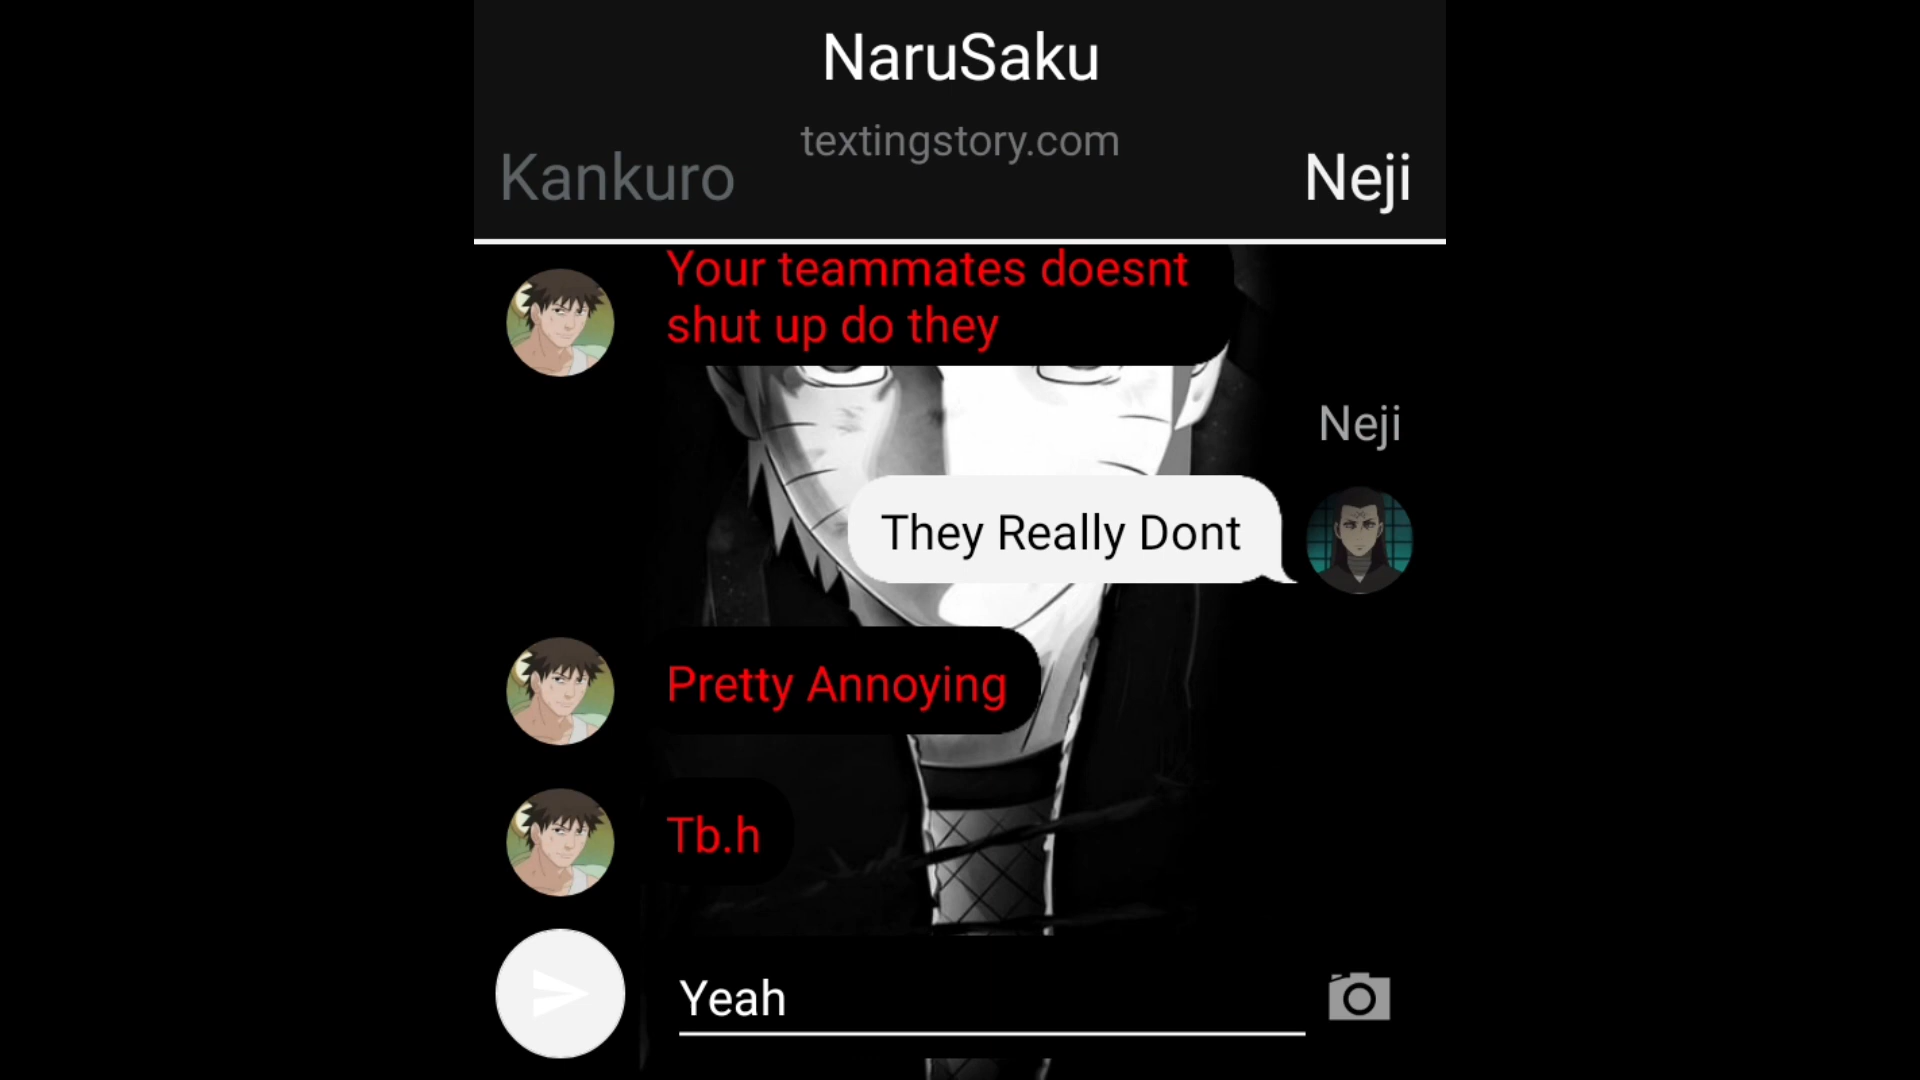 NaruSaku
textingstory.com
Kankuro
Neji
Your teammates doesnt
shut up do they
Neji
They Really Dont
Pretty Annoying
Tb.h
Yeah